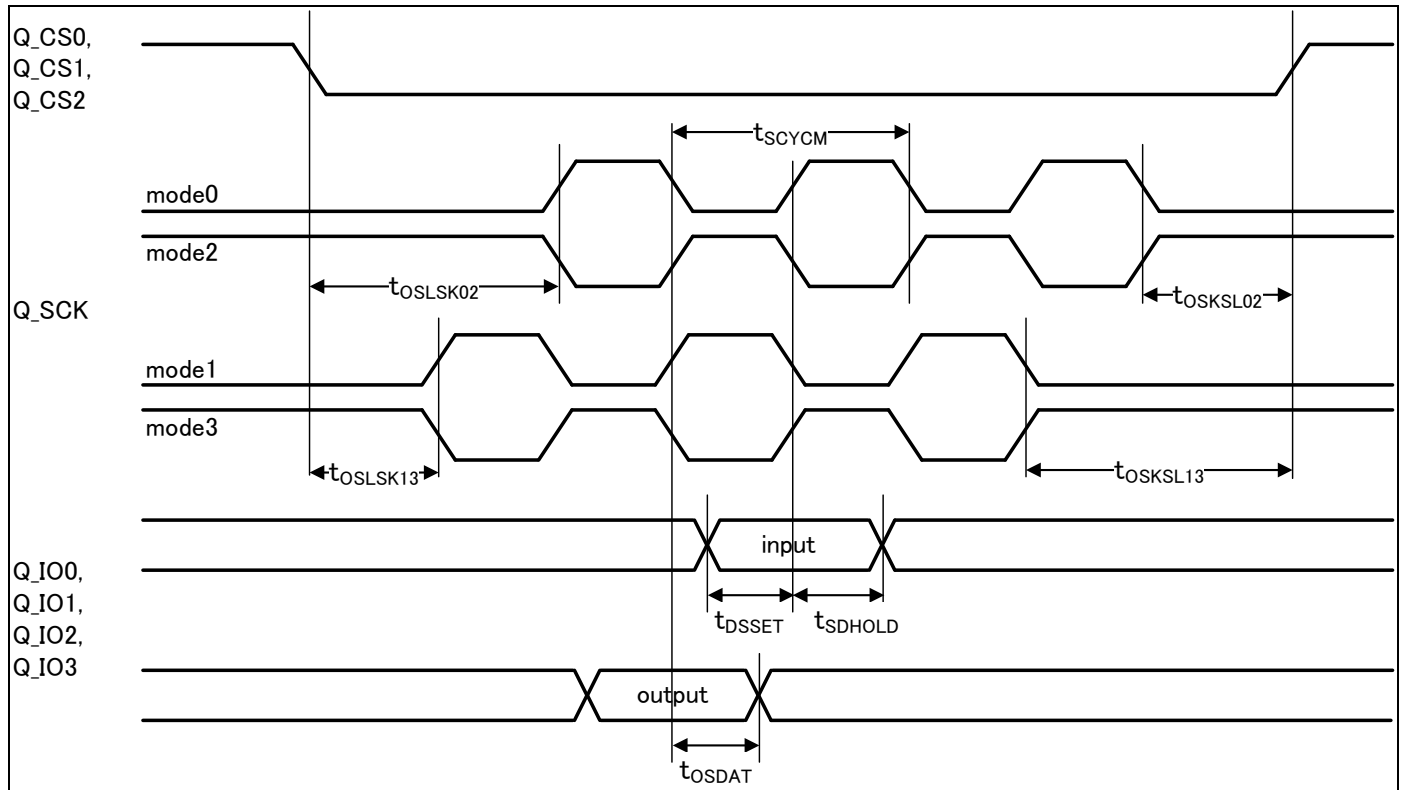 Q_CS0,
Q_CS1,
Q_CS2
tSCYCM
mode0
mode2
tOSLSK02
tOSKSL02
Q_SCK
mode1
mode3
tOSLSK13
tOSKSL13
input
Q_IO0,
Q_IO1,
Q_IO2,
Q_IO3
tDSSET
tSDHOLD
output
tOSDAT